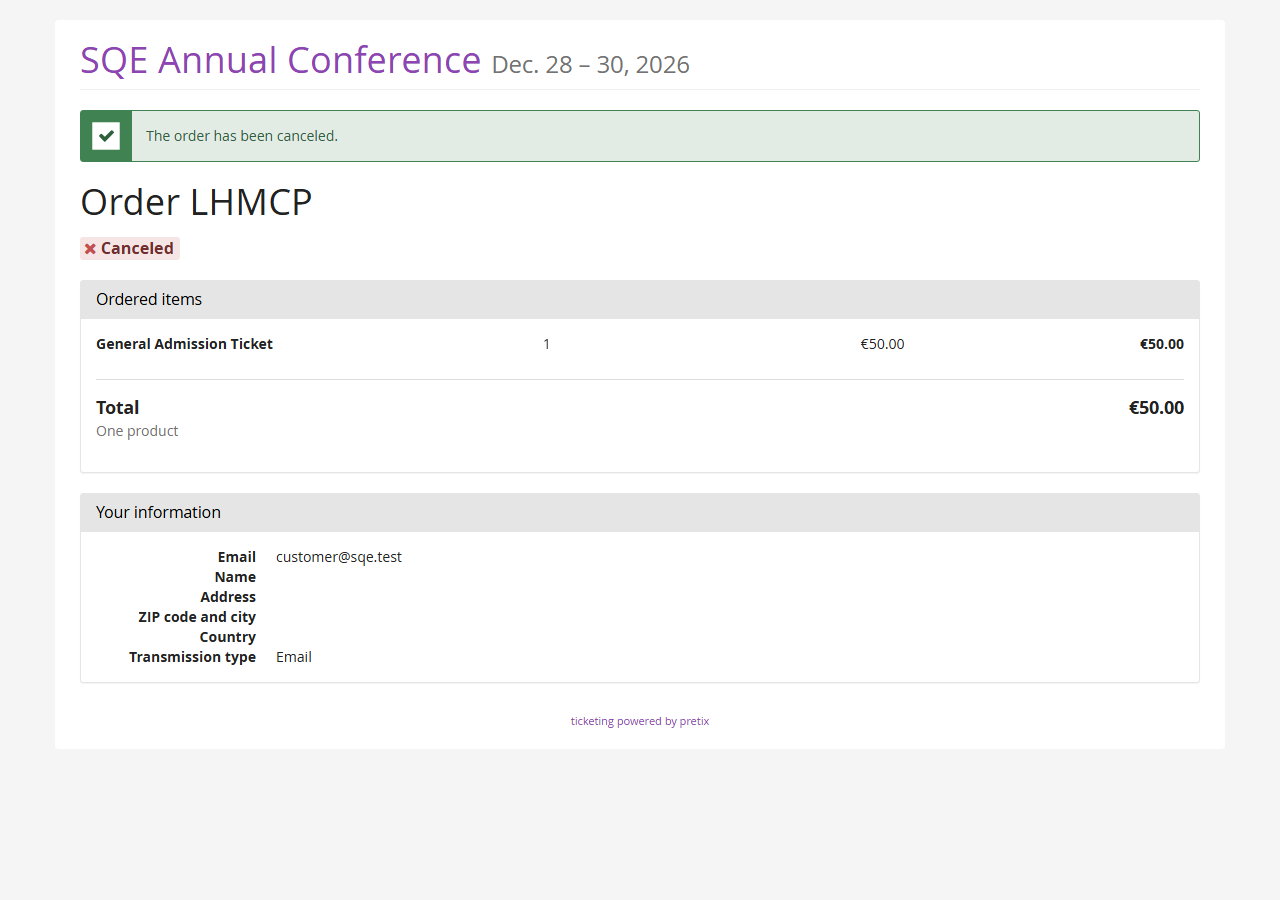 SQE Annual Conference Dec. 28 – 30, 2026
The order has been canceled.
Order LHMCP
Canceled
Ordered items
General Admission Ticket 1 €50.00 €50.00
Total €50.00
One product
Your information
Email customer@sqe.test
Name
Address
ZIP code and city
Country
Transmission type Email
ticketing powered by pretix